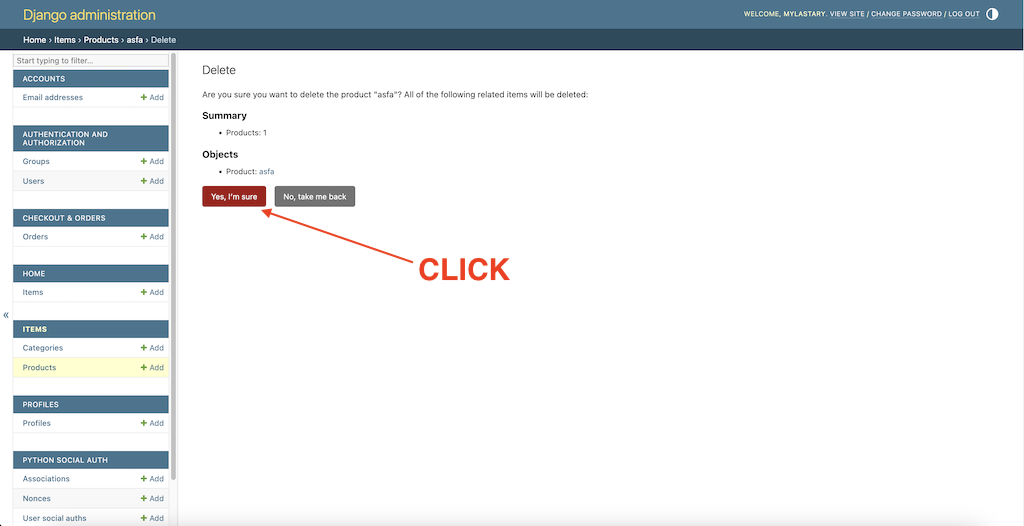 Django administration
WELCOME, MYLASTARY. VIEW SITE / CHANGE PASSWORD / LOG OUT
Home › Items › Products › asfa › Delete
Start typing to filter...
ACCOUNTS
Email addresses + Add
AUTHENTICATION AND
AUTHORIZATION
Groups + Add
Users + Add
CHECKOUT & ORDERS
Orders + Add
HOME
Items + Add
«
ITEMS
Categories + Add
Products + Add
PROFILES
Profiles + Add
PYTHON SOCIAL AUTH
Associations + Add
Nonces + Add
User social auths + Add
Delete
Are you sure you want to delete the product "asfa"? All of the following related items will be deleted:
Summary
• Products: 1
Objects
• Product: asfa
Yes, I'm sure No, take me back
CLICK